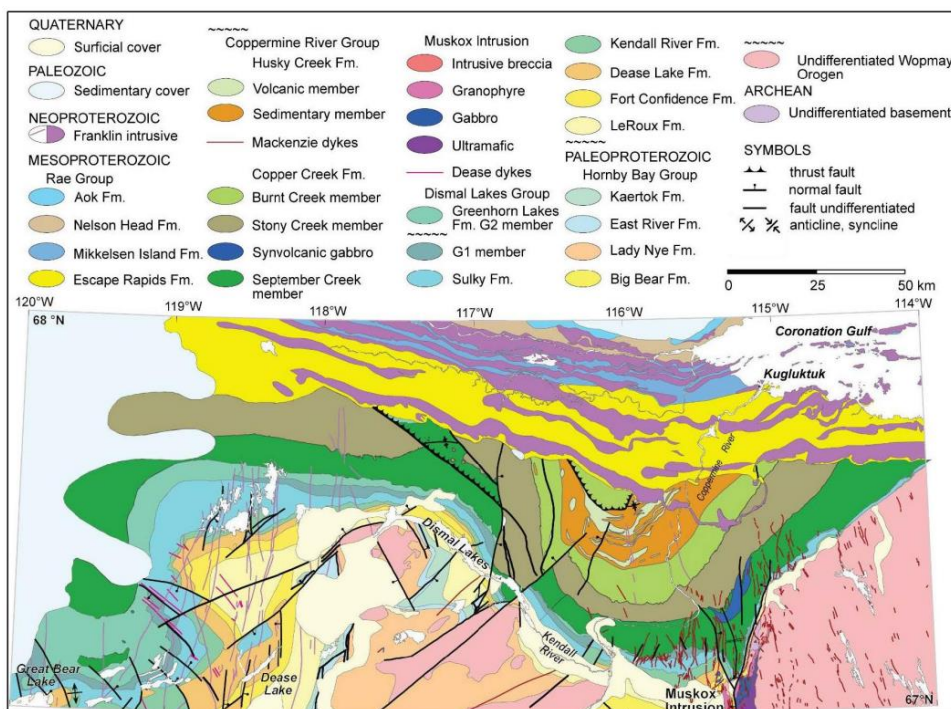 QUATERNARY
Surficial cover
PALEOZOIC
Sedimentary cover
NEOPROTEROZOIC
Franklin intrusive
MESOPROTEROZOIC
Rae Group
Aok Fm.
Nelson Head Fm.
Mikkelsen Island Fm.
Escape Rapids Fm.
Coppermine River Group
Husky Creek Fm.
Volcanic member
Sedimentary member
Mackenzie dykes
Copper Creek Fm.
Burnt Creek member
Stony Creek member
Synvolcanic gabbro
September Creek
member
Muskox Intrusion
Intrusive breccia
Granophyre
Gabbro
Ultramafic
Dease dykes
Dismal Lakes Group
Greenhorn Lakes
Fm. G2 member
G1 member
Sulky Fm.
Kendall River Fm.
Dease Lake Fm.
Fort Confidence Fm.
LeRoux Fm.
PALEOPROTEROZOIC
Hornby Bay Group
Kaertok Fm.
East River Fm.
Lady Nye Fm.
Big Bear Fm.
Undifferentiated Wopmay
Orogen
ARCHEAN
Undifferentiated basement
SYMBOLS
thrust fault
normal fault
fault undifferentiated
anticline, syncline
0 25 50 km
120°W 119°W 118°W 117°W 116°W 115°W 114°W
68 °N
Coronation Gulf
Kugluktuk
Coppermine River
Dismal Lakes
Kendall River
Great Bear
Lake
Dease
Lake
Muskox
Intrusion
67°N